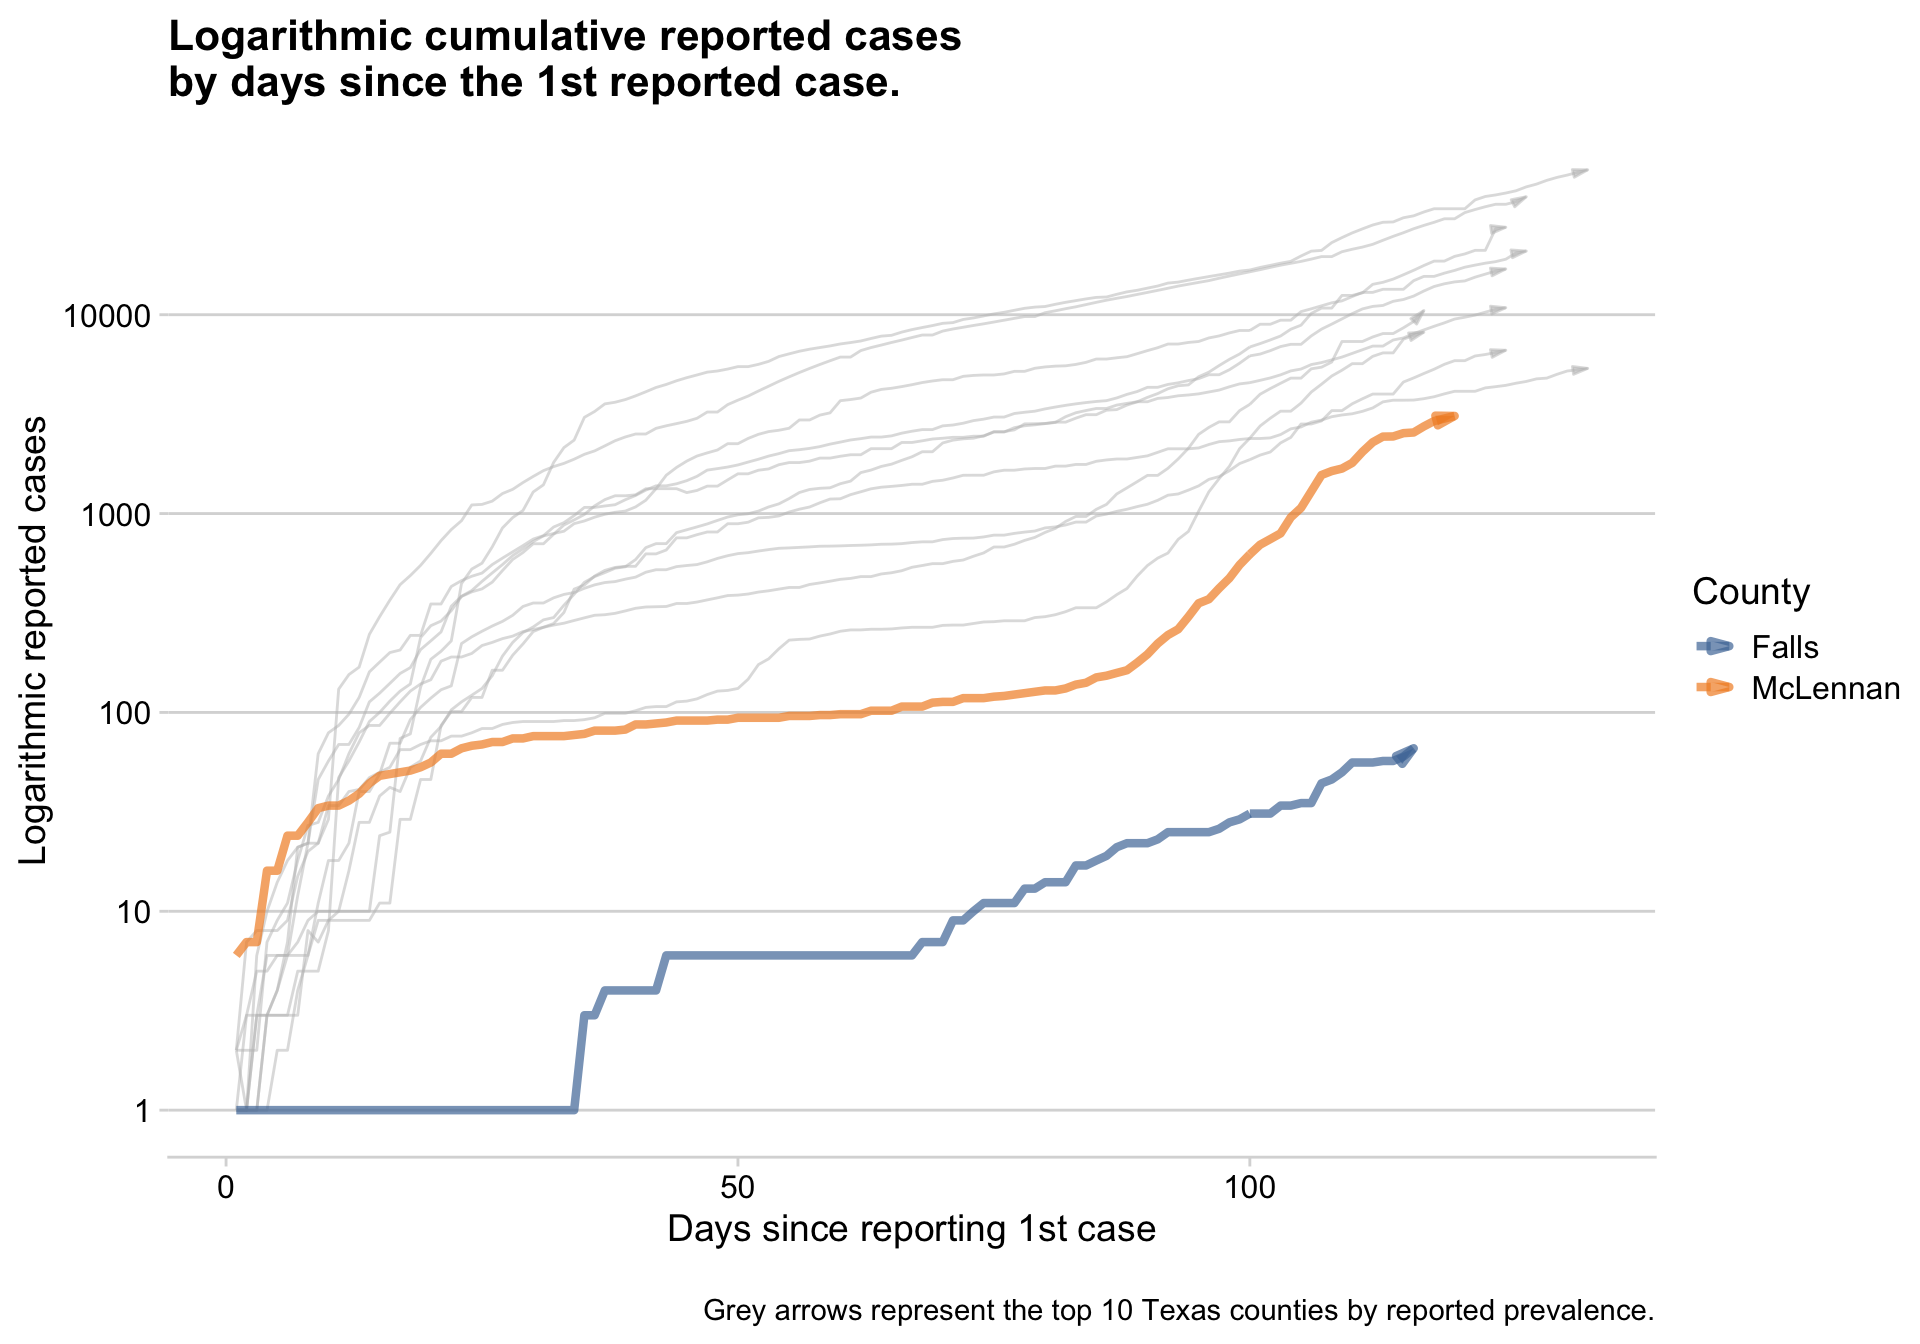 Logarithmic cumulative reported cases
by days since the 1st reported case.
Logarithmic reported cases
10000
1000
100
10
1
0
50
100
Days since reporting 1st case
County
Falls
McLennan
Grey arrows represent the top 10 Texas counties by reported prevalence.